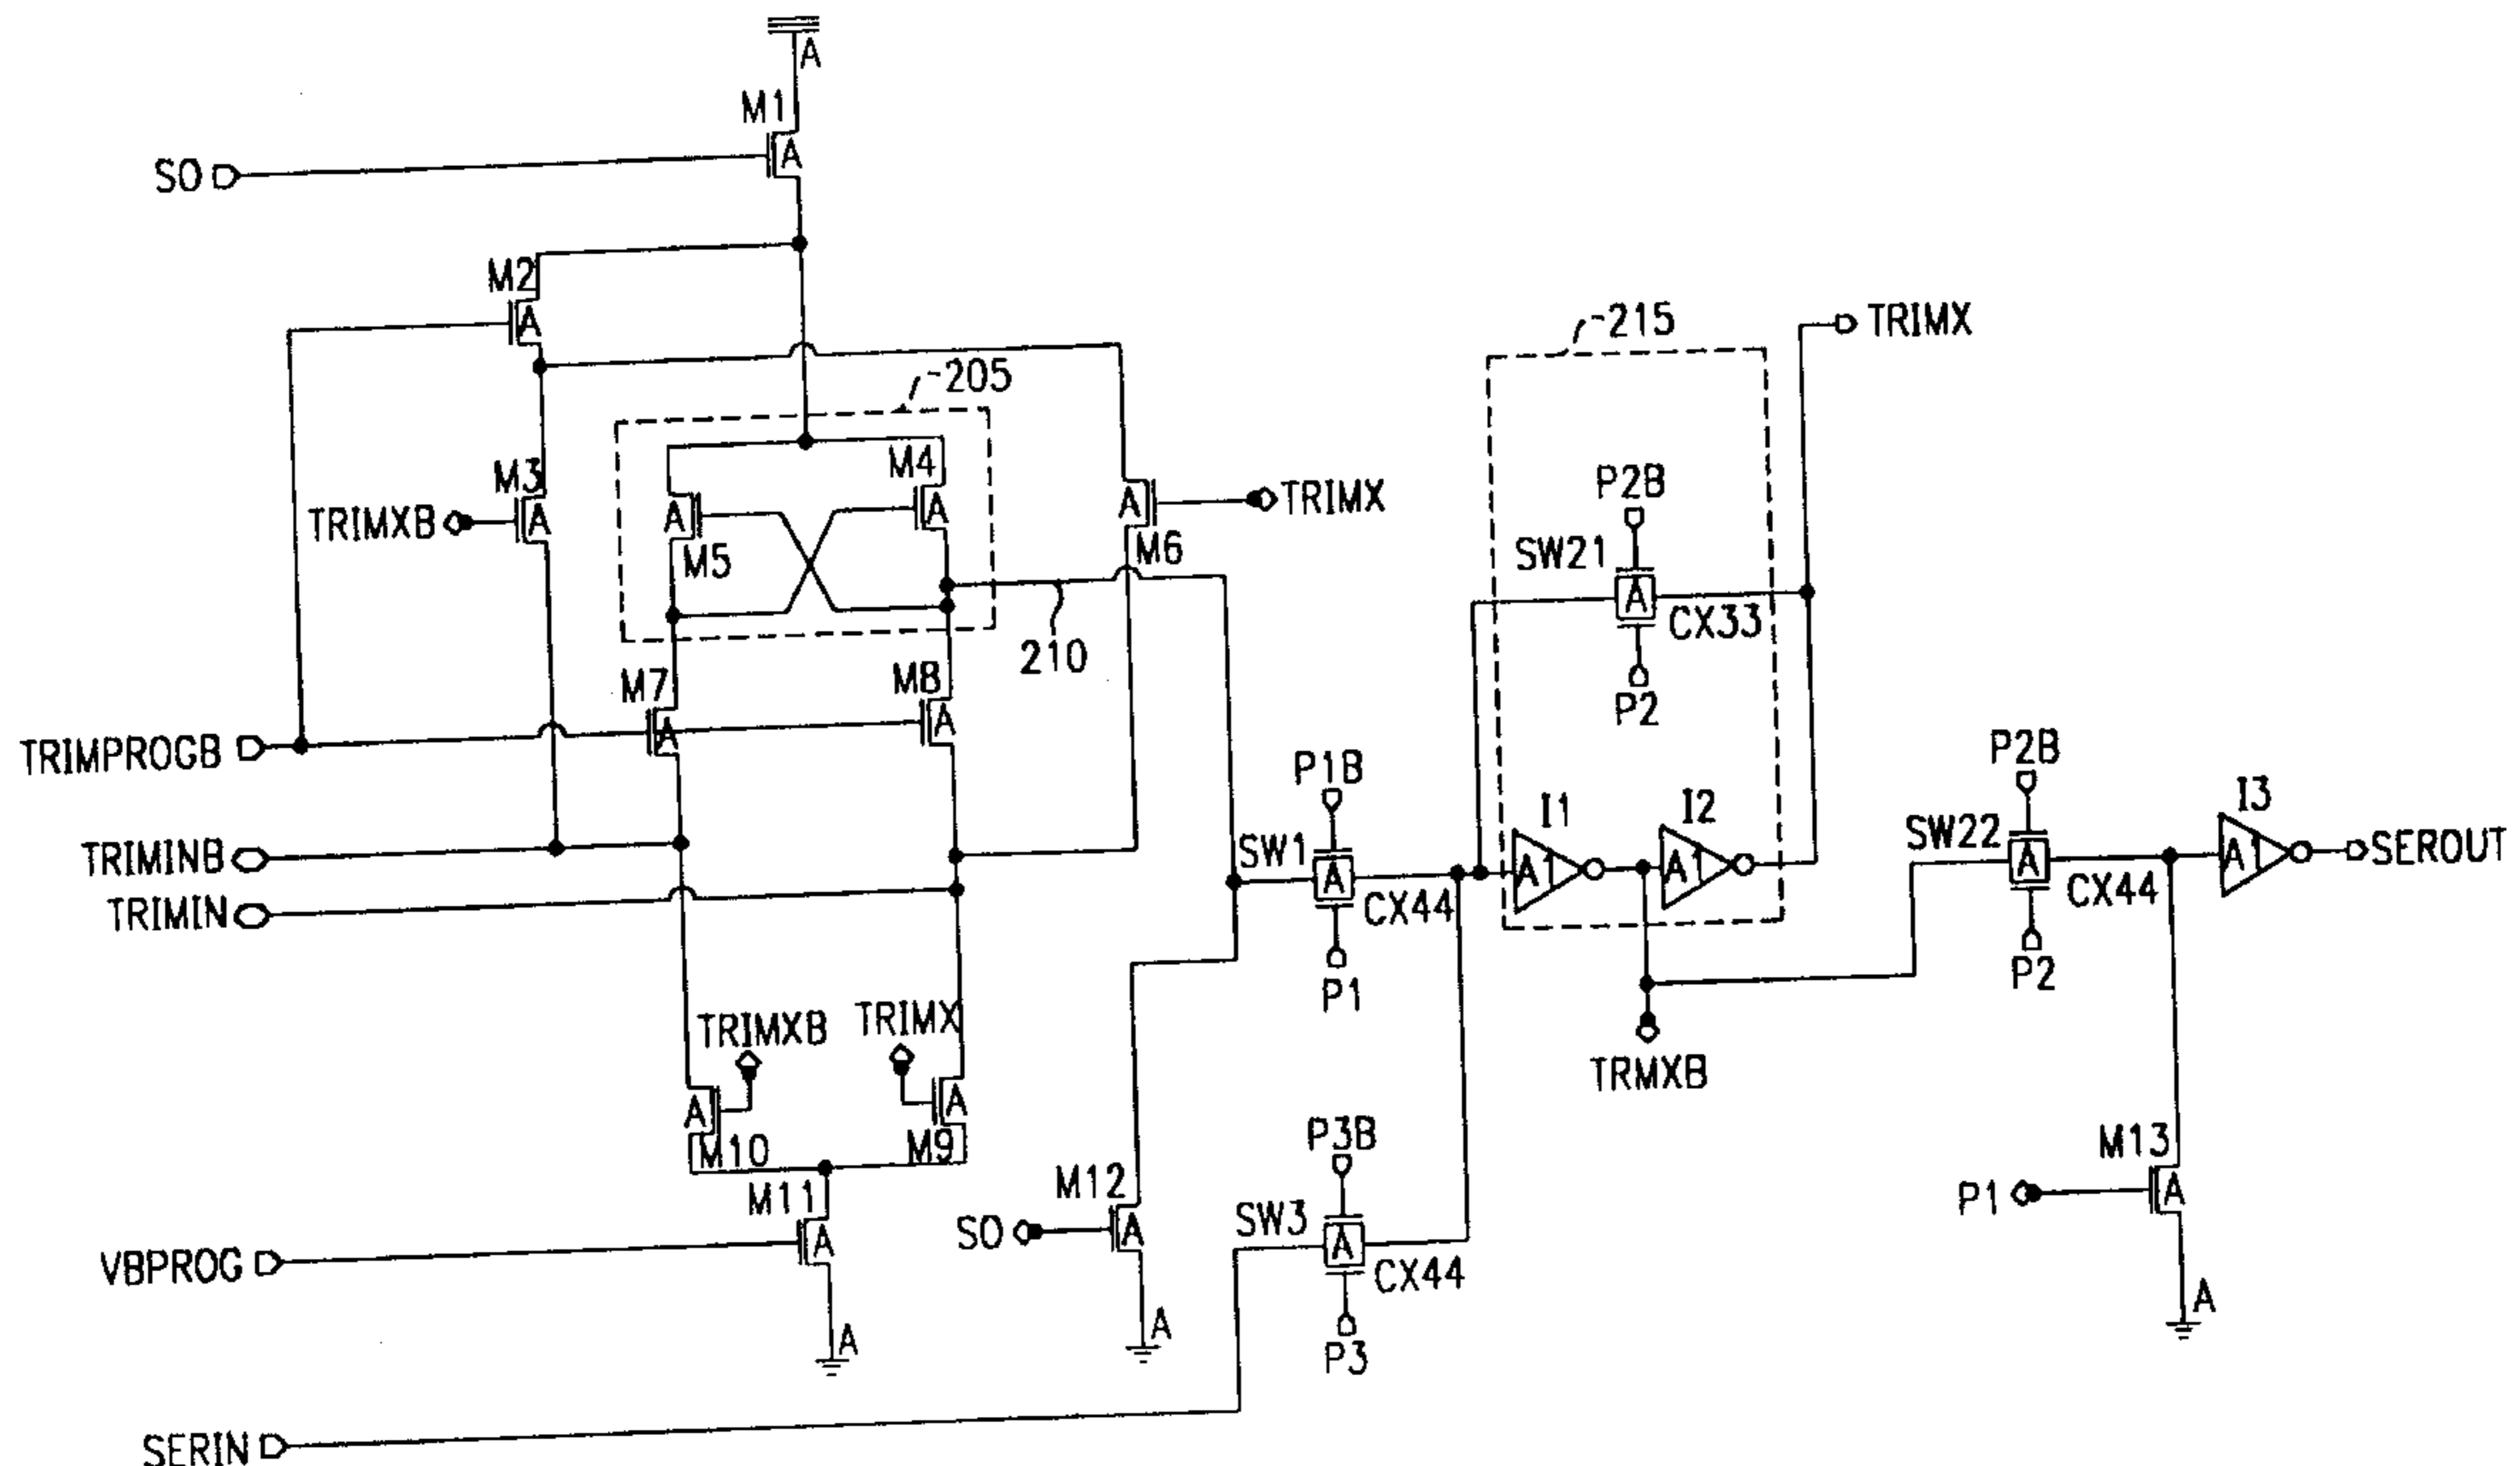 A
M1
A
SO
M2
A
TRIMX
-215
-205
M3
M4
P2B
TRIMXB
A
A
A
A
TRIMX
SW21
M5
M6
A
CX33
210
M7
M8
P2
A
A
TRIMPROGB
P1B
I1
I2
P2B
I3
TRIMINB
SW1
A
A1
A1
SW22
A
A1
SEROUT
TRIMIN
CX44
CX44
P1
P2
TRIMXB
TRIMX
TRMXB
A
A
M10
M9
P3B
M13
M11
M12
P1
A
VBPROG
A
SO
A
SW3
A
CX44
A
A
A
P3
SERIN